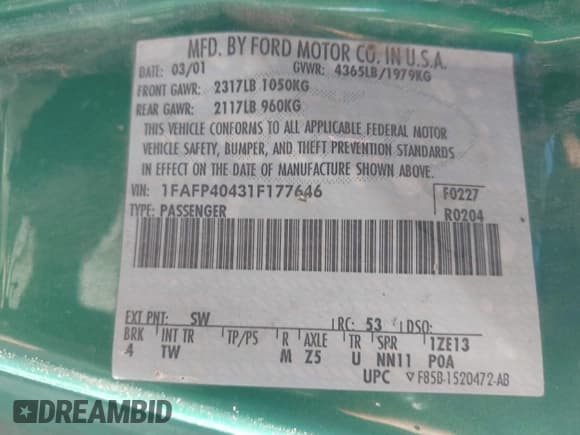 MFD. BY FORD MOTOR CO. IN U.S.A.
DATE: 03/01 GVWR: 4365LB/1979KG
FRONT GAWR: 2317LB 1050KG
REAR GAWR: 2117LB 960KG
THIS VEHICLE CONFORMS TO ALL APPLICABLE FEDERAL MOTOR
VEHICLE SAFETY, BUMPER, AND THEFT PREVENTION STANDARDS
IN EFFECT ON THE DATE OF MANUFACTURE SHOWN ABOVE.
VIN: 1FAFP40431F177646 F0227
TYPE: PASSENGER R0204
EXT PNT: SW RC: 53 DSO:
BRK INT TR TP/PS R AXLE TR SPR 1ZE13
4 TW M Z5 U NN11 POA
UPC ▽F85B-1520472-AB
DREAMBID